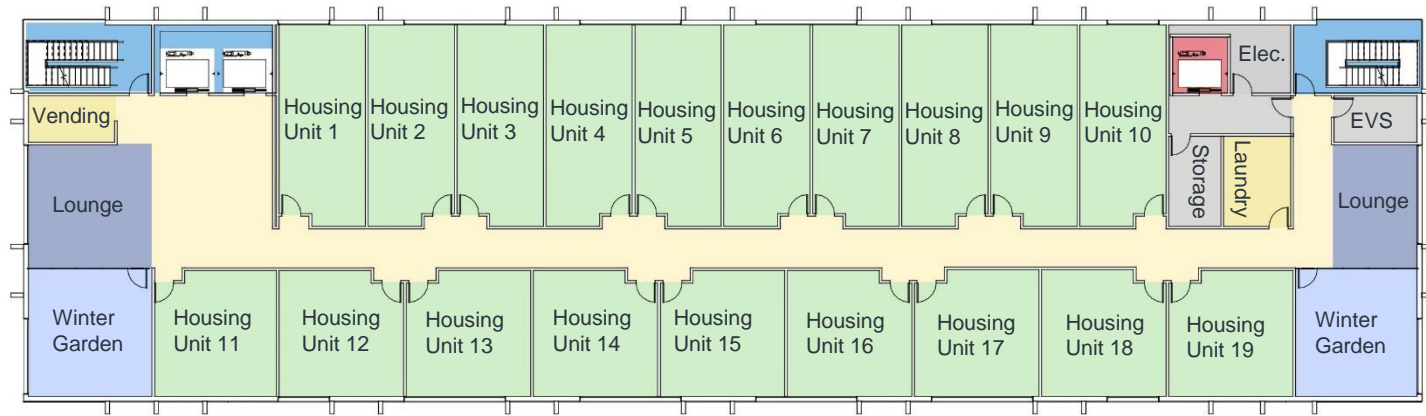 Elec.
Vending
EVS
Housing
Unit 1
Housing
Unit 2
Housing
Unit 3
Housing
Unit 4
Housing
Unit 5
Housing
Unit 6
Housing
Unit 7
Housing
Unit 8
Housing
Unit 9
Housing
Unit 10
Storage
Laundry
Lounge
Lounge
Winter
Garden
Housing
Unit 11
Housing
Unit 12
Housing
Unit 13
Housing
Unit 14
Housing
Unit 15
Housing
Unit 16
Housing
Unit 17
Housing
Unit 18
Housing
Unit 19
Winter
Garden